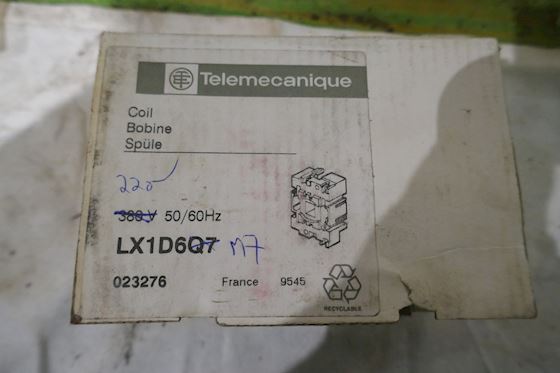 Telemecanique
Coil
Bobine
Spüle
220
380 V 50/60Hz
LX1D6Q7 M7
023276 France 9545
RECYCLABLE